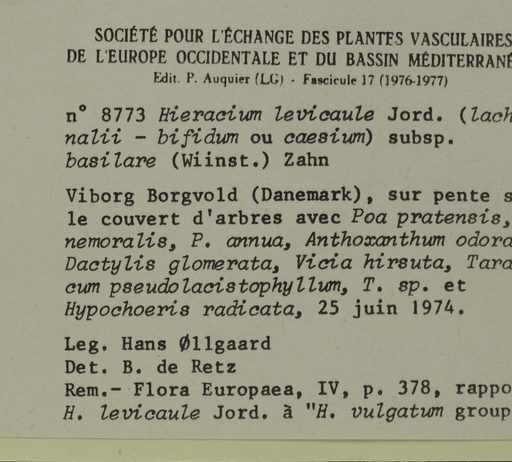 SOCIÉTÉ POUR L'ÉCHANGE DES PLANTES VASCULAIRES
DE L'EUROPE OCCIDENTALE ET DU BASSIN MÉDITERRANÉ
Edit. P. Auquier (LG) - Fascicule 17 (1976-1977)
n° 8773 Hieracium levicaule Jord. (lach
nalii - bifidum ou caesium) subsp.
basilare (Wiinst.) Zahn
Viborg Borgvold (Danemark), sur pente s
le couvert d'arbres avec Poa pratensis,
nemoralis, P. annua, Anthoxanthum odora
Dactylis glomerata, Vicia hirsuta, Tara
cum pseudolacistophyllum, T. sp. et
Hypochoeris radicata, 25 juin 1974.
Leg. Hans Øllgaard
Det. B. de Retz
Rem.- Flora Europaea, IV, p. 378, rappo
H. levicaule Jord. à "H. vulgatum group